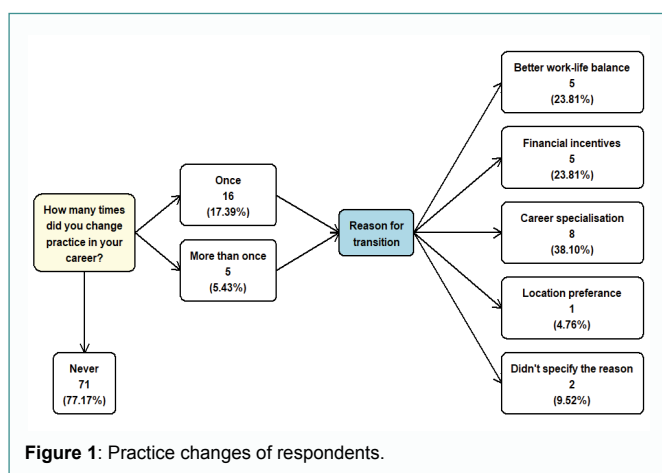 How many times
did you change
practice in your
career?
Never
71
(77.17%)
Once
16
(17.39%)
More than once
5
(5.43%)
Reason for
transition
Better work-life balance
5
(23.81%)
Financial incentives
5
(23.81%)
Career specialisation
8
(38.10%)
Location preferance
1
(4.76%)
Didn't specify the reason
2
(9.52%)
Figure 1: Practice changes of respondents.